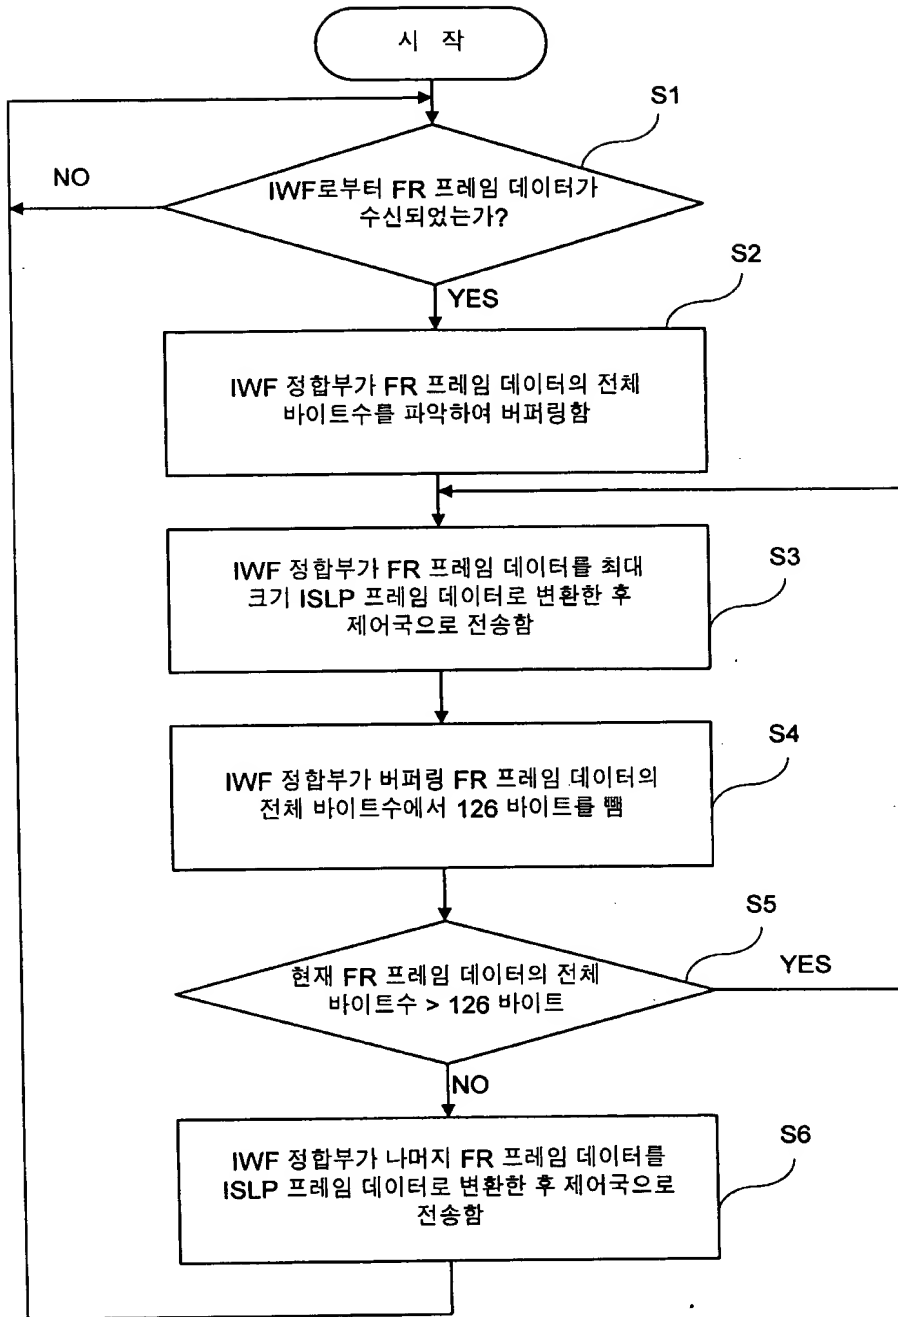 시 작
S1
NO
IWF로부터 FR 프레임 데이터가
수신되었는가?
YES
S2
IWF 정합부가 FR 프레임 데이터의 전체
바이트수를 파악하여 버퍼링함
S3
IWF 정합부가 FR 프레임 데이터를 최대
크기 ISLP 프레임 데이터로 변환한 후
제어국으로 전송함
S4
IWF 정합부가 버퍼링 FR 프레임 데이터의
전체 바이트수에서 126 바이트를 뺌
S5
YES
현재 FR 프레임 데이터의 전체
바이트수 > 126 바이트
NO
S6
IWF 정합부가 나머지 FR 프레임 데이터를
ISLP 프레임 데이터로 변환한 후 제어국으로
전송함